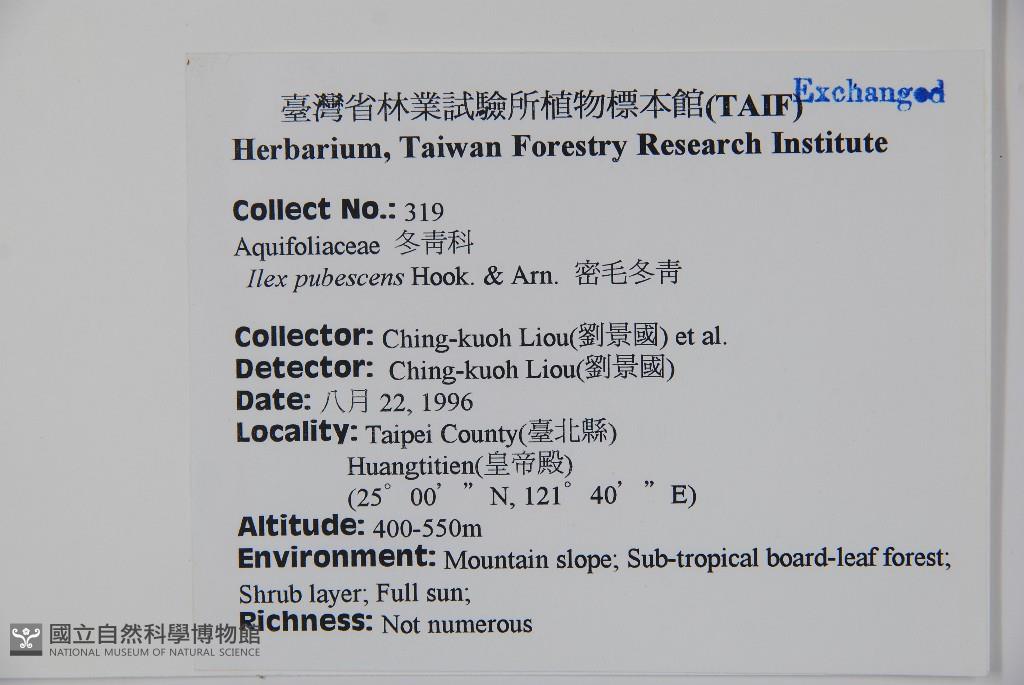 臺灣省林業試驗所植物標本館(TAIF)
Exchanged
Herbarium, Taiwan Forestry Research Institute
Collect No.: 319
Aquifoliaceae 冬青科
Ilex pubescens Hook. & Arn. 密毛冬青
Collector: Ching-kuoh Liou(劉景國) et al.
Detector: Ching-kuoh Liou(劉景國)
Date: 八月 22, 1996
Locality: Taipei County(臺北縣)
Huangtitien(皇帝殿)
(25° 00’ ” N, 121° 40’ ” E)
Altitude: 400-550m
Environment: Mountain slope; Sub-tropical board-leaf forest;
Shrub layer; Full sun;
Richness: Not numerous
國立自然科學博物館
NATIONAL MUSEUM OF NATURAL SCIENCE